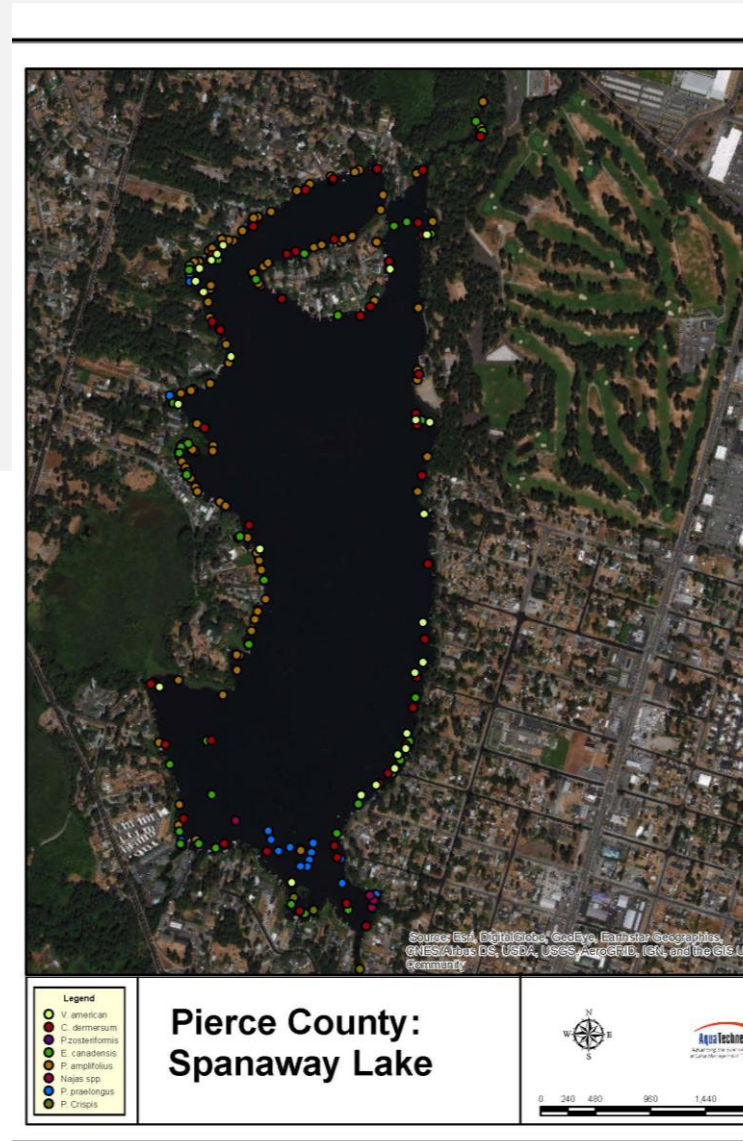 Source: Esri, DigitalGlobe, GeoEye, Earthstar Geographics,
CNES/Airbus DS, USDA, USGS, AeroGRID, IGN, and the GIS U
Community
Legend
V. american
C. dermersum
P.zosteriformis
E. canadensis
P. amplifolius
Najas spp.
P. praelongus
P. Crispis
Pierce County:
Spanaway Lake
N
W E
S
AquaTechne
0 240 480 960 1,440